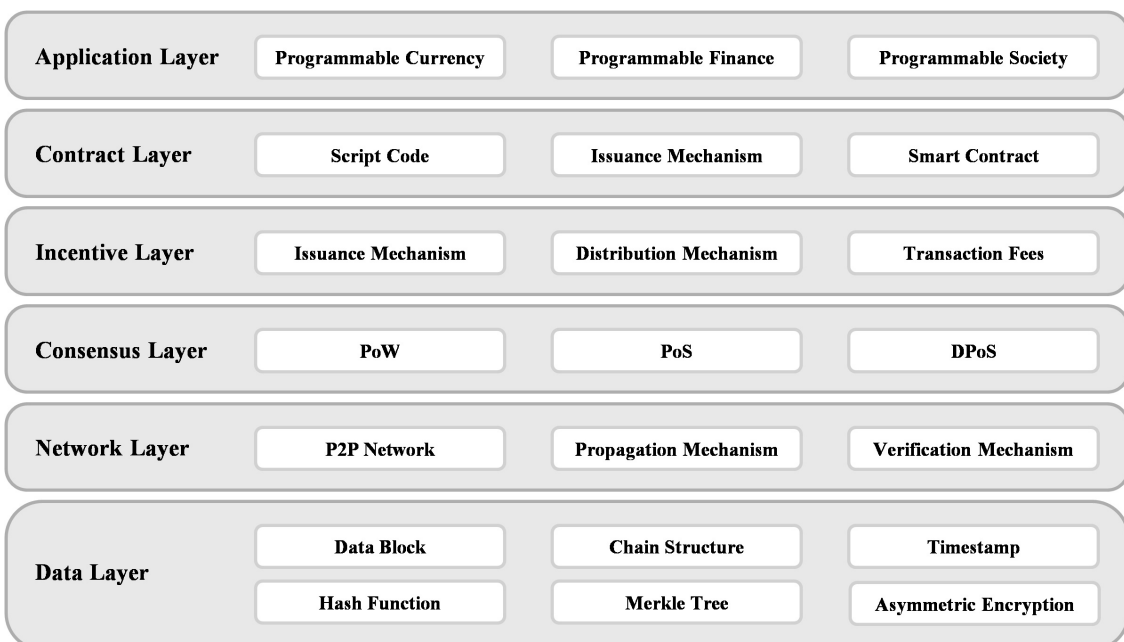 Application Layer
Programmable Currency
Programmable Finance
Programmable Society
Contract Layer
Script Code
Issuance Mechanism
Smart Contract
Incentive Layer
Issuance Mechanism
Distribution Mechanism
Transaction Fees
Consensus Layer
PoW
PoS
DPoS
Network Layer
P2P Network
Propagation Mechanism
Verification Mechanism
Data Layer
Data Block
Chain Structure
Timestamp
Hash Function
Merkle Tree
Asymmetric Encryption